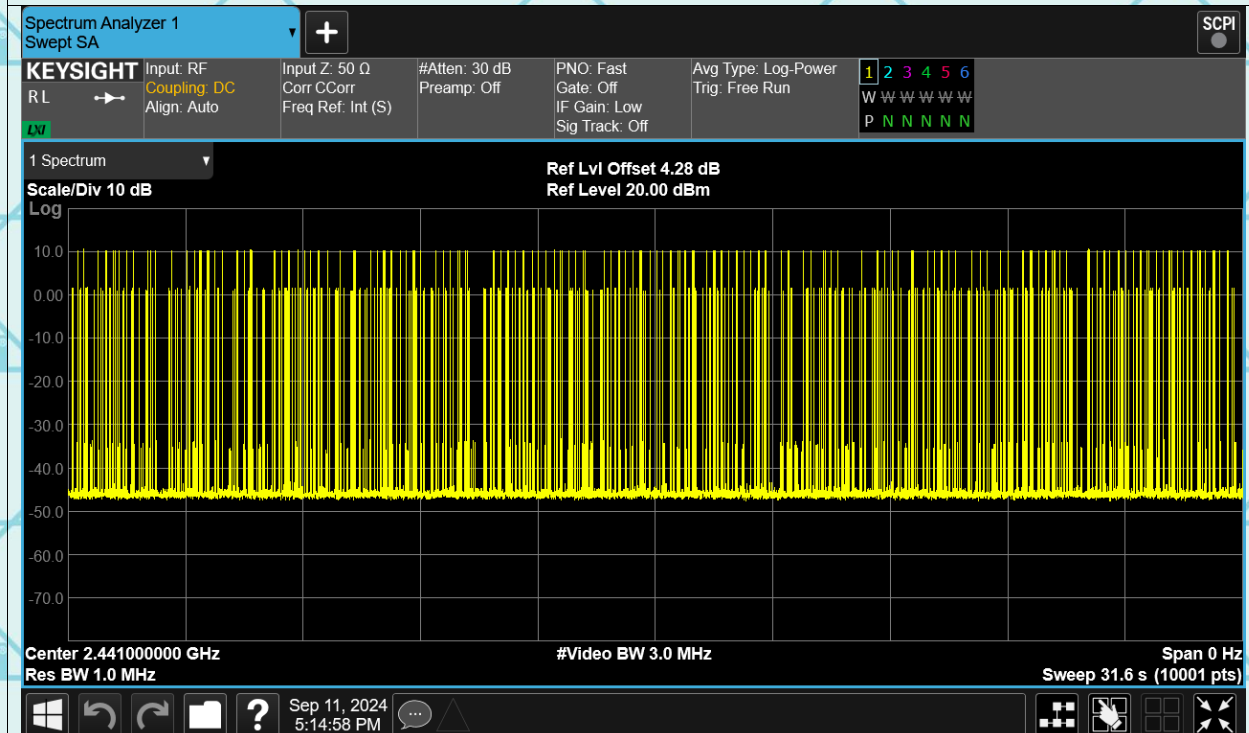 Spectrum Analyzer 1
Swept SA
+
SCPI
KEYSIGHT
R L
LXI
Input: RF
Coupling: DC
Align: Auto
Input Z: 50 Ω
Corr CCorr
Freq Ref: Int (S)
#Atten: 30 dB
Preamp: Off
PNO: Fast
Gate: Off
IF Gain: Low
Sig Track: Off
Avg Type: Log-Power
Trig: Free Run
1 2 3 4 5 6
W W W W W W
P N N N N N
1 Spectrum
Scale/Div 10 dB
Log
Ref Lvl Offset 4.28 dB
Ref Level 20.00 dBm
10.0
0.00
-10.0
-20.0
-30.0
-40.0
-50.0
-60.0
-70.0
Center 2.441000000 GHz
#Video BW 3.0 MHz
Span 0 Hz
Res BW 1.0 MHz
Sweep 31.6 s (10001 pts)
?
Sep 11, 2024
5:14:58 PM